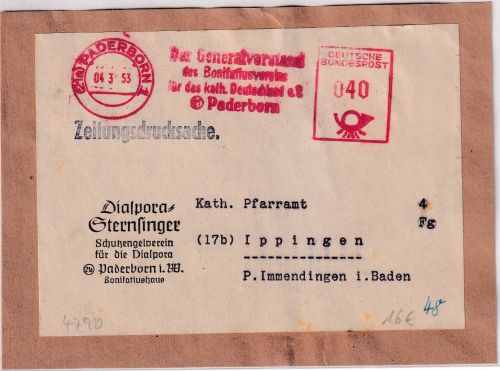 (21a) PADERBORN 1
04.3.53
Der Generalvorstand
des Bonifatiusvereins
für das kath. Deutschland e.V.
Paderborn
DEUTSCHE
BUNDESPOST
040
Zeitungsdrucksache.
Diaspora-
Sternsinger
Schutzengelverein
für die Diaspora
(21a) Paderborn i. W.
Bonifatiushaus
Kath. Pfarramt
4
Fg
(17b) Ippingen
P. Immendingen i. Baden
4790
16€
48